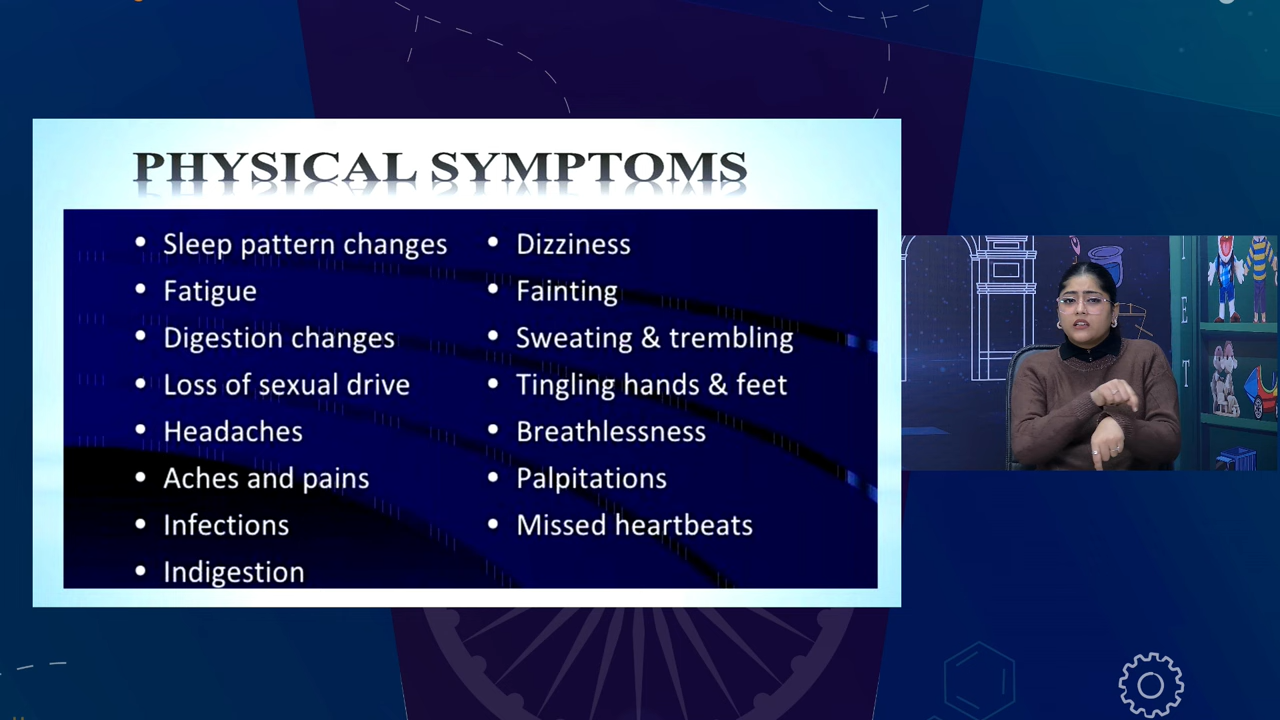 PHYSICAL SYMPTOMS
• Sleep pattern changes
• Fatigue
• Digestion changes
• Loss of sexual drive
• Headaches
• Aches and pains
• Infections
• Indigestion
• Dizziness
• Fainting
• Sweating & trembling
• Tingling hands & feet
• Breathlessness
• Palpitations
• Missed heartbeats